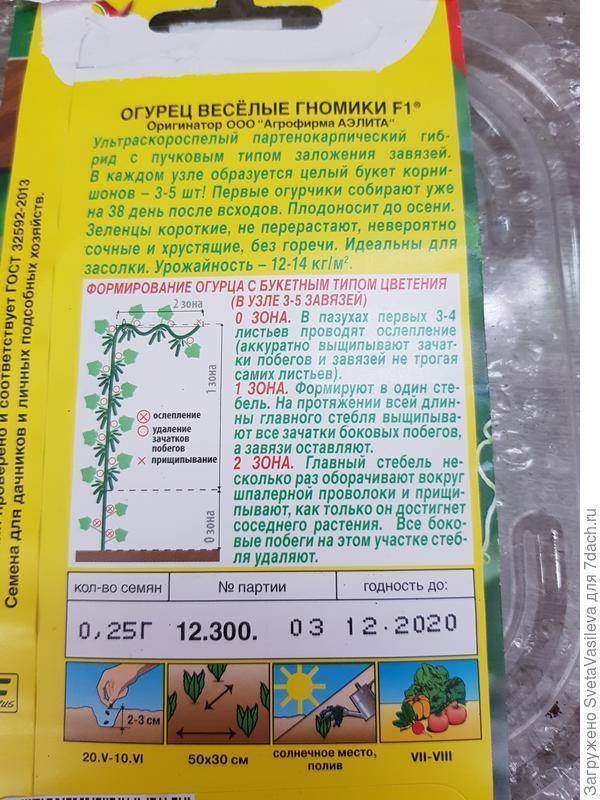 ОГУРЕЦ ВЕСЁЛЫЕ ГНОМИКИ F1®
Оригинатор ООО "Агрофирма АЭЛИТА"
Ультраскороспелый партенокарпический гиб-
рид с пучковым типом заложения завязей.
В каждом узле образуется целый букет корни-
шонов – 3-5 шт! Первые огурчики собирают уже
на 38 день после всходов. Плодоносит до осени.
Зеленцы короткие, не перерастают, невероятно
сочные и хрустящие, без горечи. Идеальны для
засолки. Урожайность – 12-14 кг/м².
ФОРМИРОВАНИЕ ОГУРЦА С БУКЕТНЫМ ТИПОМ ЦВЕТЕНИЯ
(В УЗЛЕ 3-5 ЗАВЯЗЕЙ)
2 зона
1 зона
0 зона
ослепление
удаление
зачатков
побегов
прищипывание
0 ЗОНА. В пазухах первых 3-4
листьев проводят ослепление
(аккуратно выщипывают зачат-
ки побегов и завязей не трогая
самих листьев).
1 ЗОНА. Формируют в один сте-
бель. На протяжении всей длин-
ны главного стебля выщипыва-
ют все зачатки боковых побегов,
а завязи оставляют.
2 ЗОНА. Главный стебель не-
сколько раз оборачивают вокруг
шпалерной проволоки и прищи-
пывают, как только он достигнет
соседнего растения. Все боко-
вые побеги на этом участке стеб-
ля удаляют.
кол-во семян
№ партии
годность до:
0,25Г
12.300.
03 12.2020
2-3 см
20.V-10.VI
50х30 см
солнечное место,
полив
VII-VIII
проверено и соответствует ГОСТ 32592-2013
Семена для дачников и личных подсобных хозяйств.
Загружено SvetaVasileva для 7dach.ru